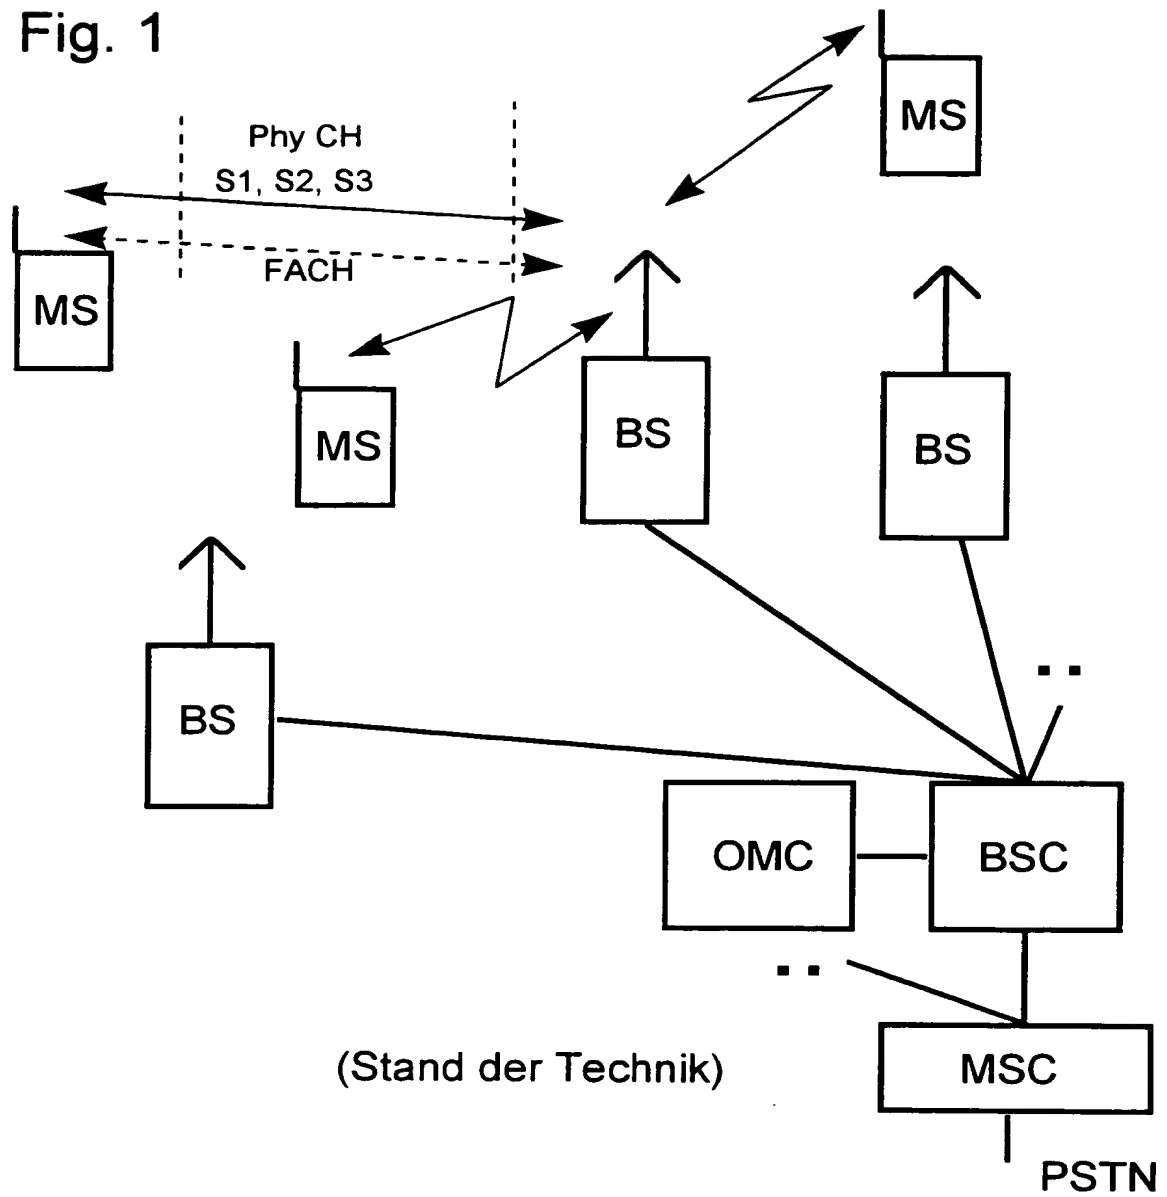 Fig. 1
MS
Phy CH
S1, S2, S3
FACH
MS
MS
BS
BS
BS
OMC
BSC
(Stand der Technik)
MSC
PSTN